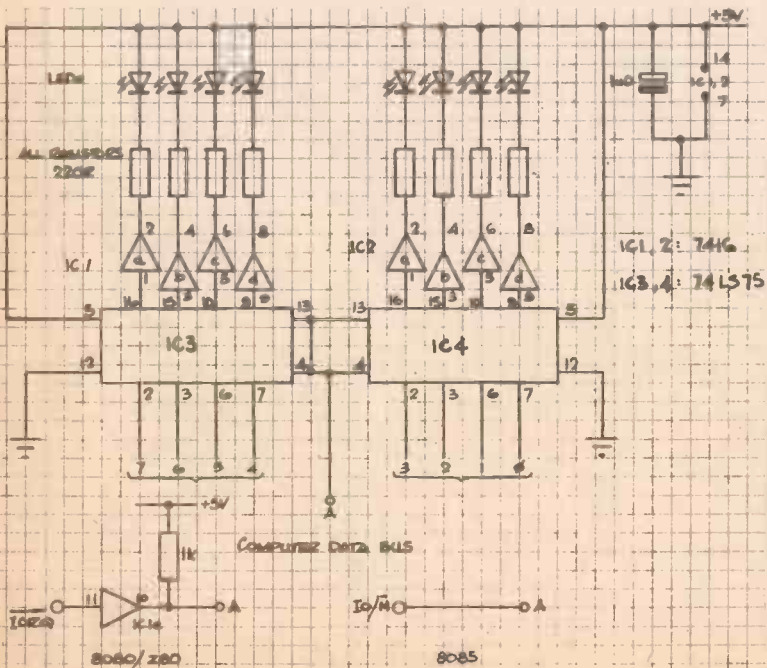 +5V
LEDs
14
IC1,2
7
ALL RESISTORS
220R
2 4 6 8
IC1
a b c d
1 3 5 9
IC2
2 4 6 8
a b c d
1 3 5
IC1, 2: 7416
IC3, 4: 74LS75
16 15 10 9 13
5 IC3
12 4
2 3 6 7
7 6 5 4
16 15 10 9
13 IC4 5
4 12
2 3 6 7
3 2 1 0
A
+5V
1k
COMPUTER DATA BUS
IORQ 11 10 A
IC1e
8080/Z80
IO/M̅ A
8085